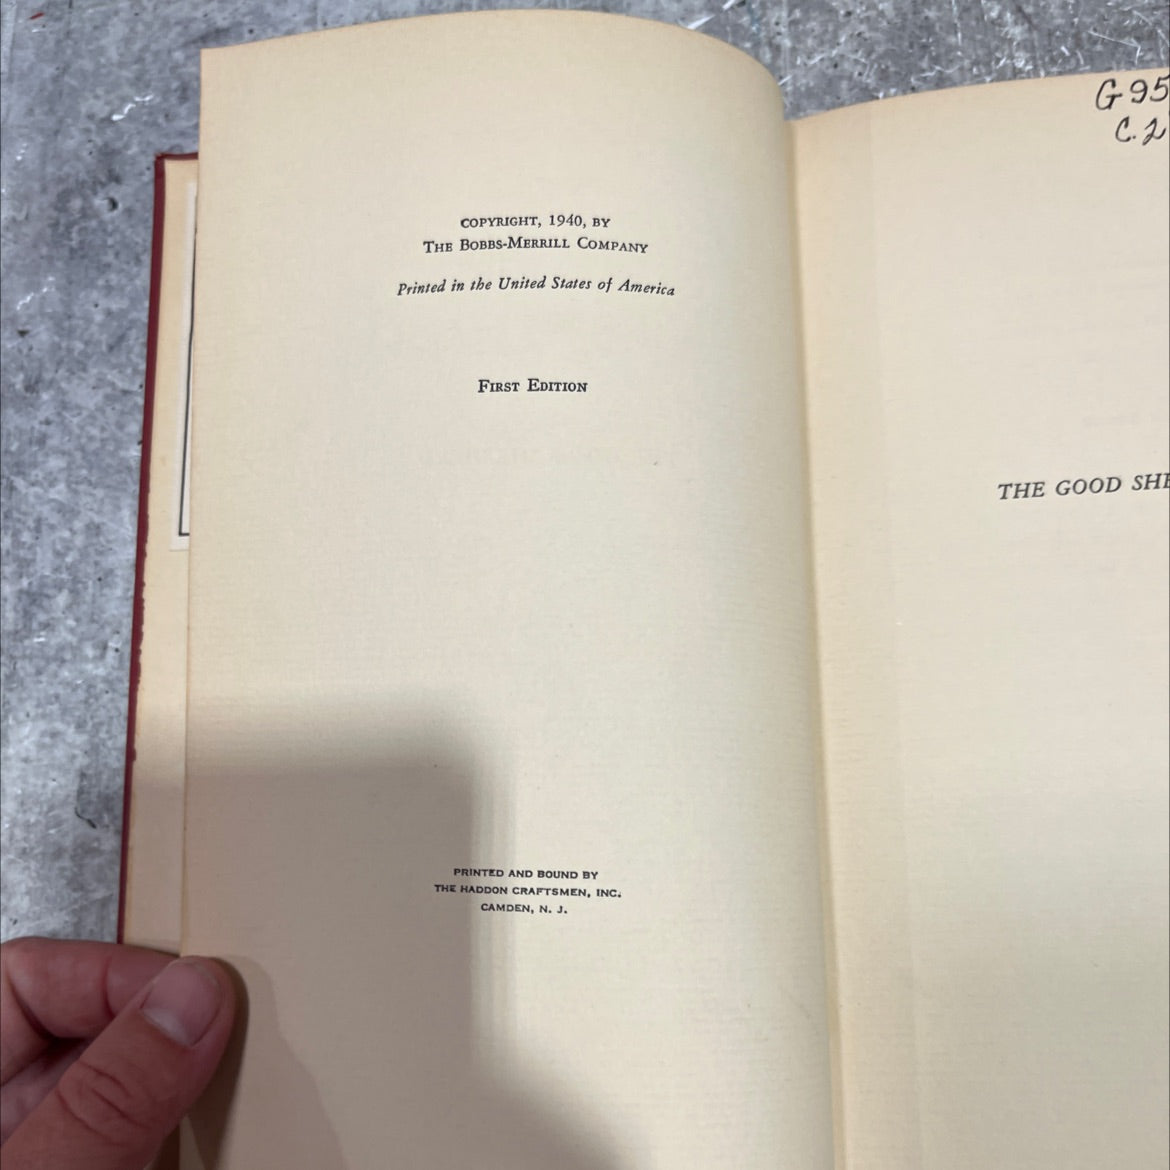 COPYRIGHT, 1940, BY
THE BOBBS-MERRILL COMPANY
Printed in the United States of America
FIRST EDITION
PRINTED AND BOUND BY
THE HADDON CRAFTSMEN, INC.
CAMDEN, N. J.
G95
C.2
THE GOOD SHE